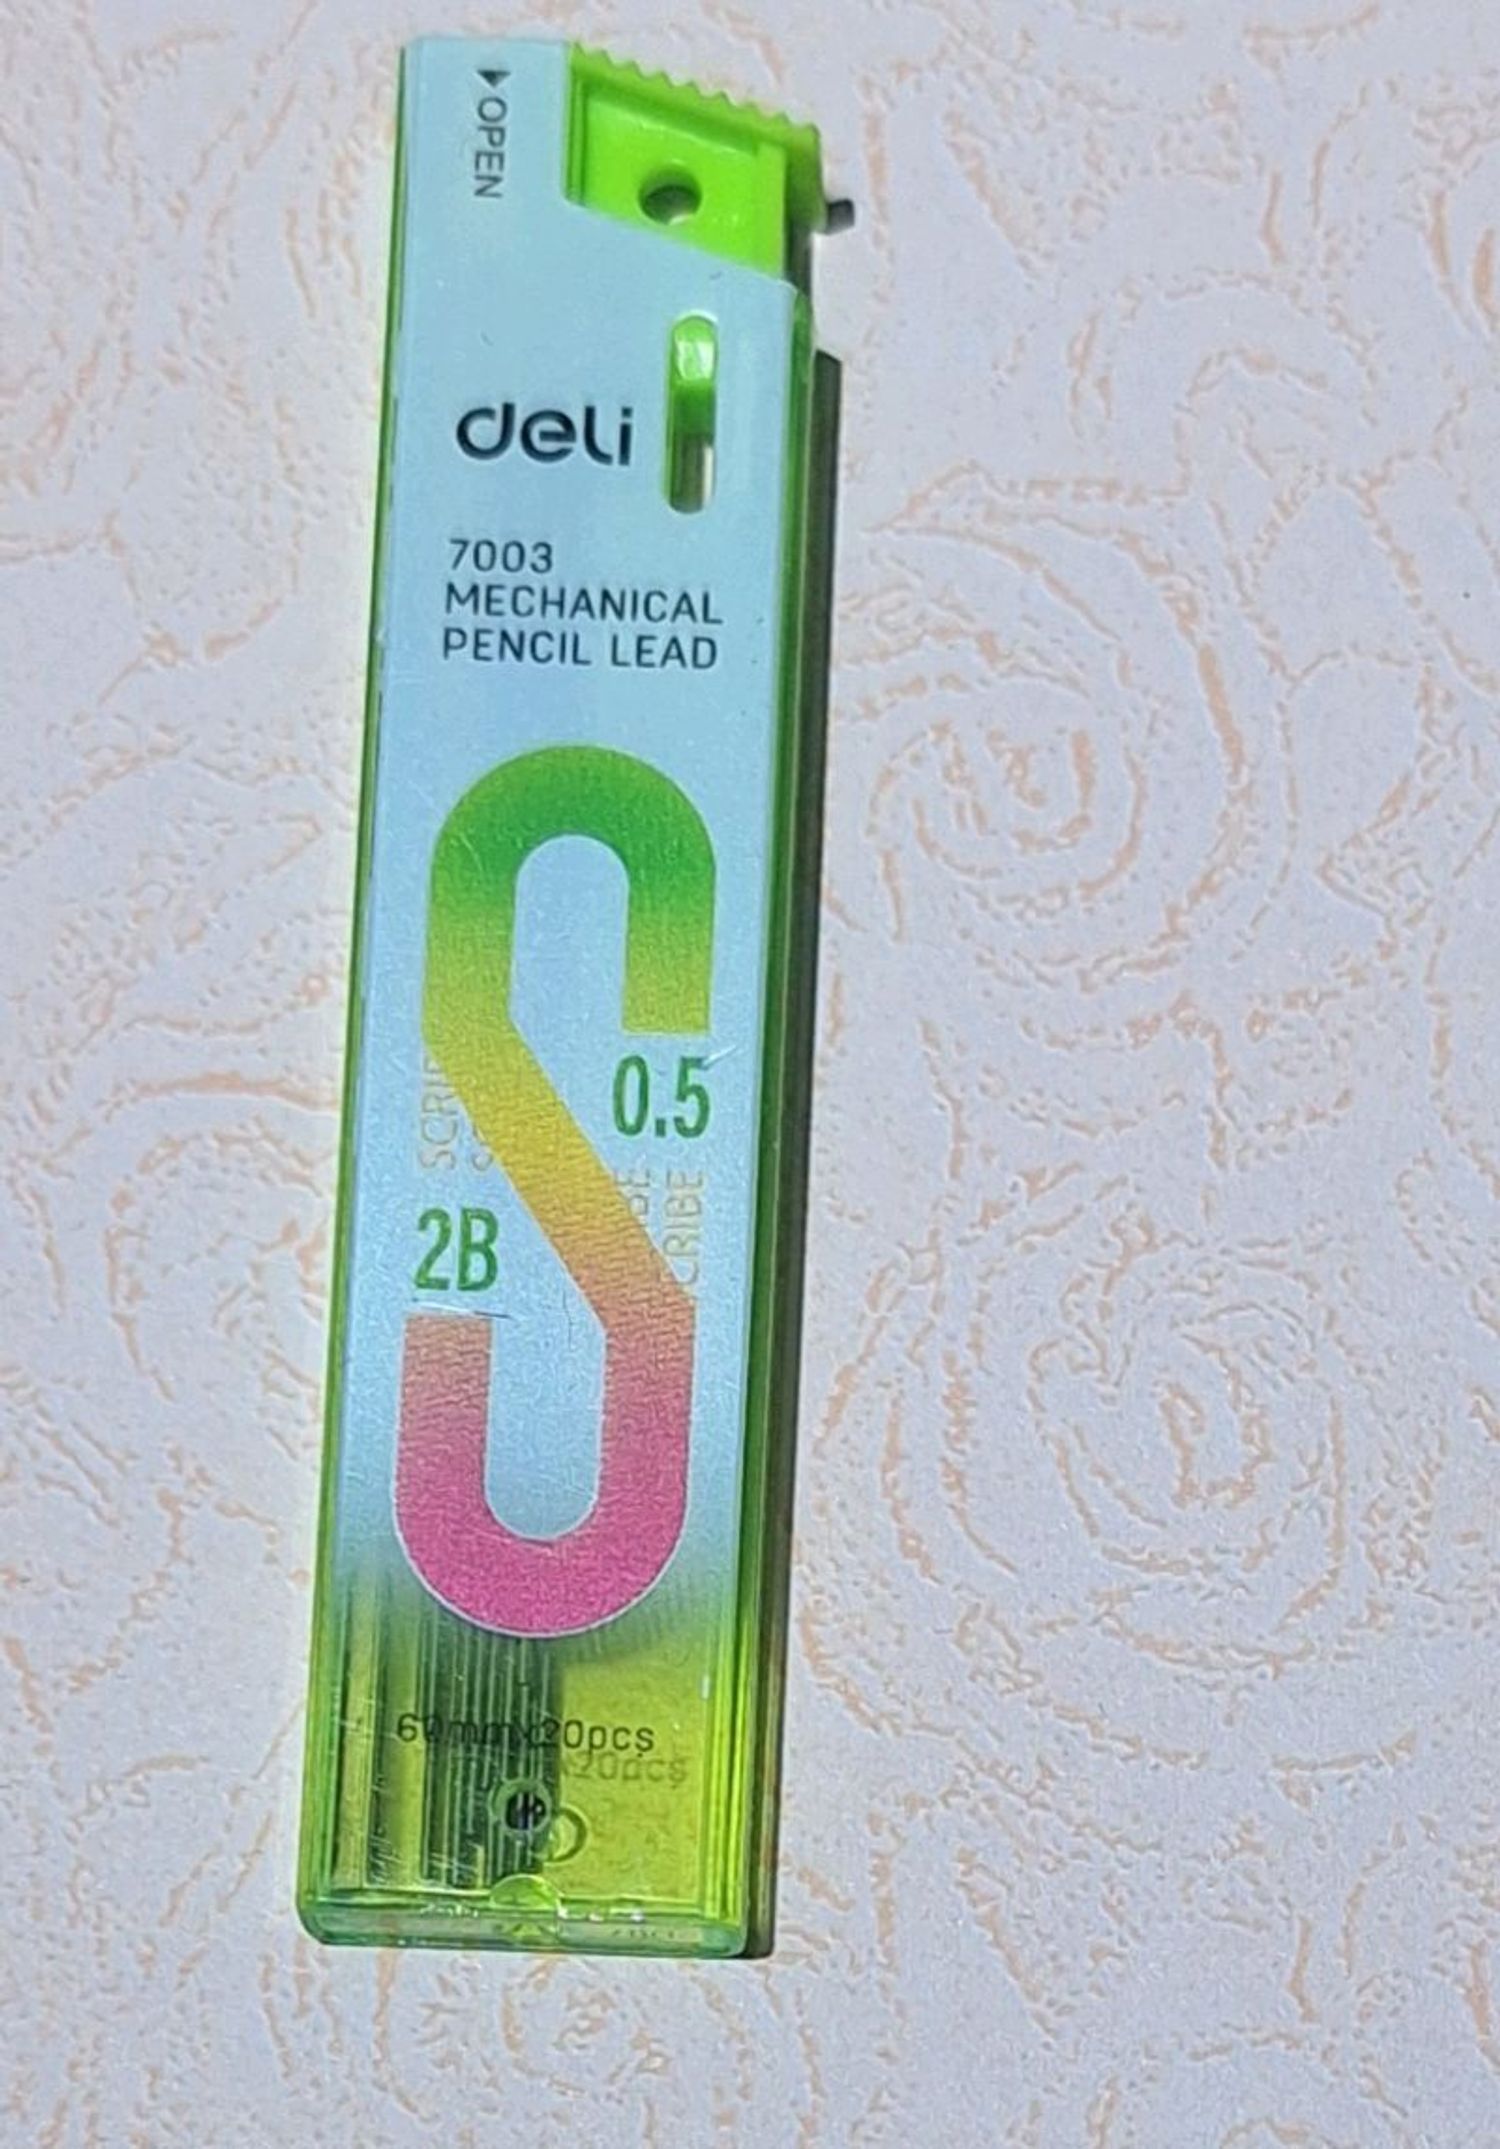 OPEN
deli
7003
MECHANICAL
PENCIL LEAD
0.5
2B
60mmx20pcs